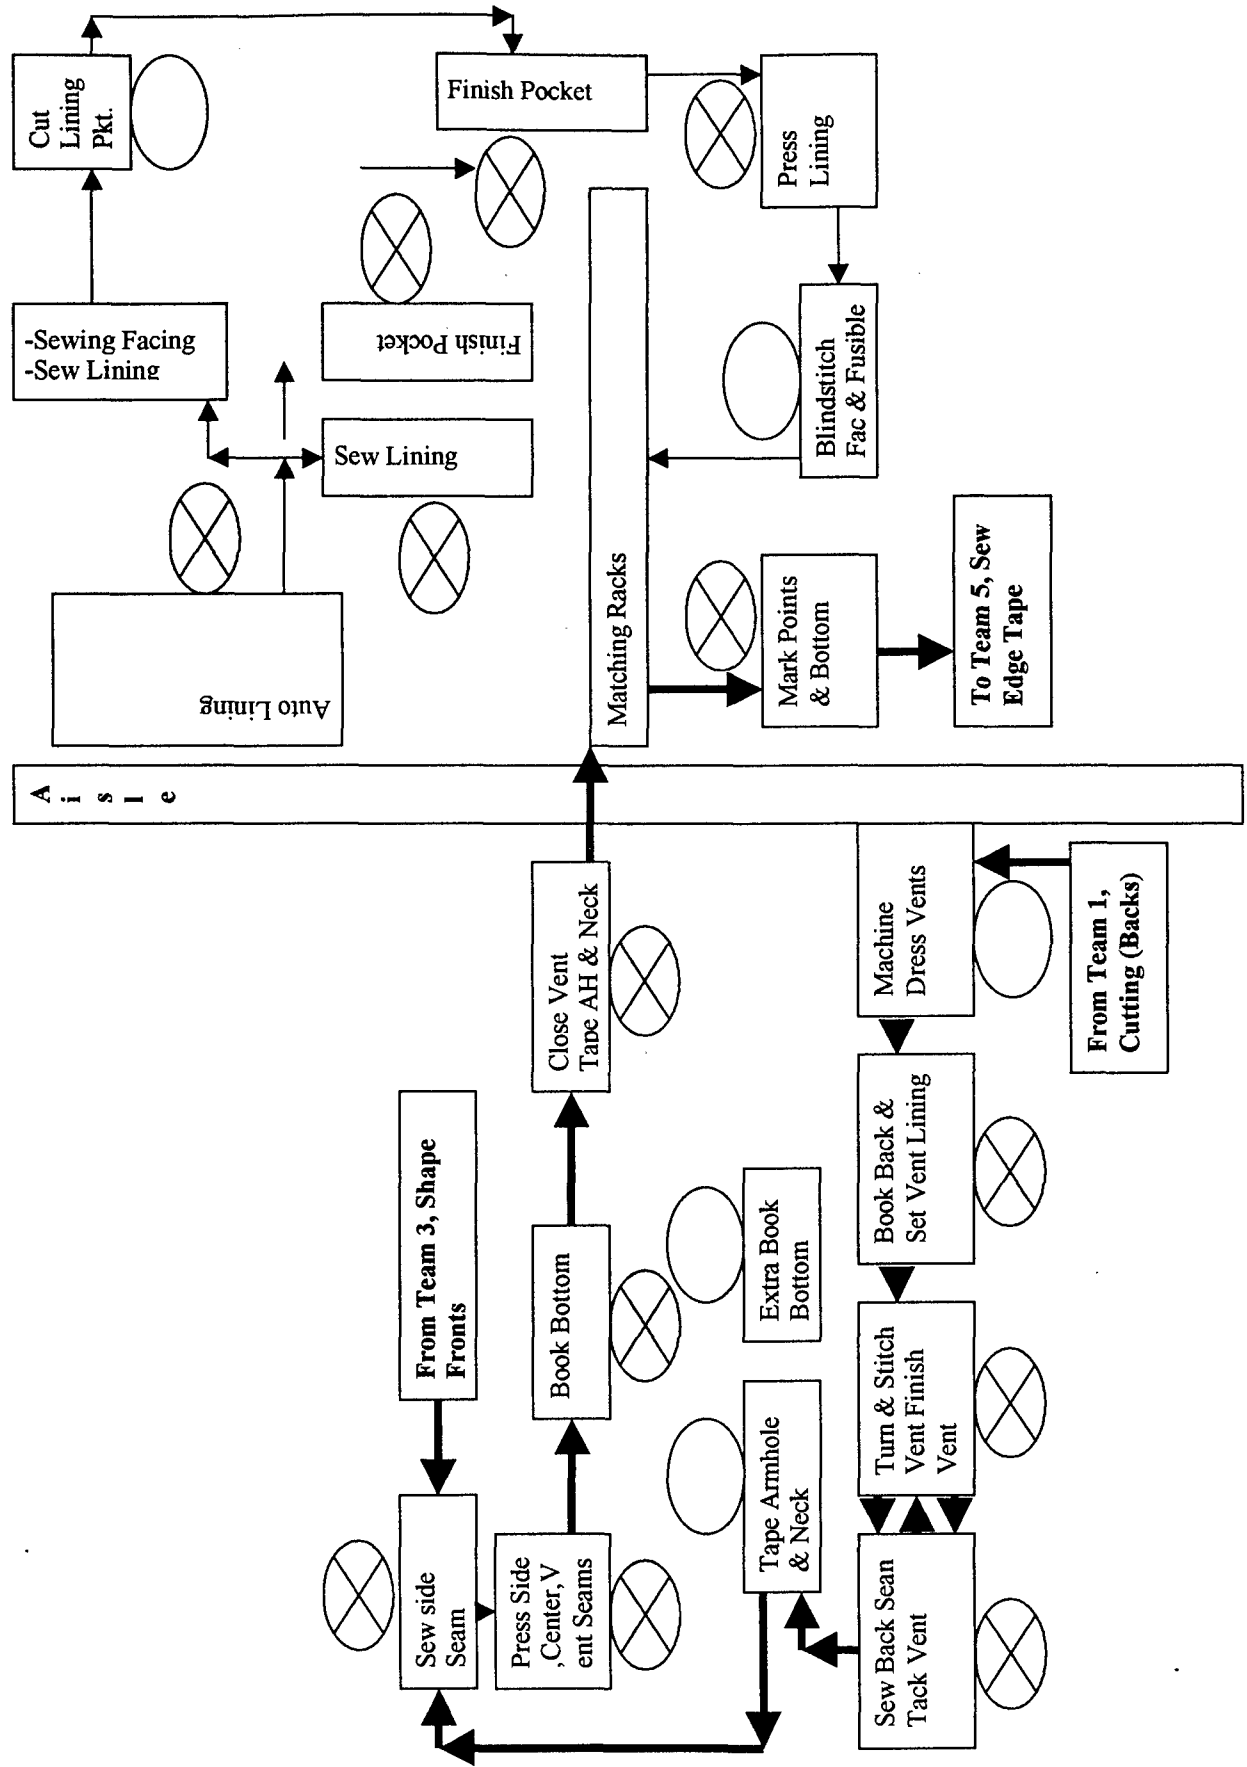 Cut
Lining
Pkt.
Finish Pocket
Press
Lining
-Sewing Facing
-Sew Lining
Finish Pocket
Sew Lining
Blindstitch
Fac & Fusible
Auto Lining
Matching Racks
Mark Points
& Bottom
To Team 5, Sew
Edge Tape
A
i
s
l
e
Close Vent
Tape AH & Neck
Machine
Dress Vents
From Team 1,
Cutting (Backs)
From Team 3, Shape
Fronts
Book Bottom
Extra Book
Bottom
Book Back &
Set Vent Lining
Sew side
Seam
Press Side
,Center,V
ent Seams
Tape Armhole
& Neck
Turn & Stitch
Vent Finish
Vent
Sew Back Sean
Tack Vent